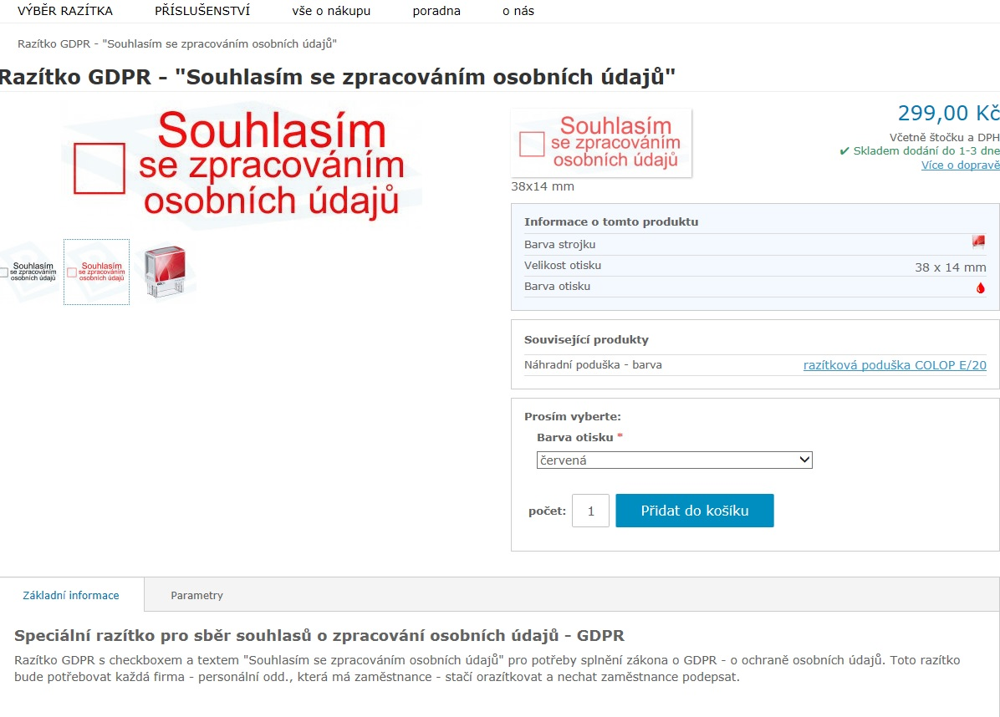 VÝBĚR RAZÍTKA PŘÍSLUŠENSTVÍ vše o nákupu poradna o nás
Razítko GDPR - "Souhlasím se zpracováním osobních údajů"
Razítko GDPR - "Souhlasím se zpracováním osobních údajů"
Souhlasím
se zpracováním
osobních údajů
Souhlasím
se zpracováním
osobních údajů
Souhlasím
se zpracováním
osobních údajů
Souhlasím
se zpracováním
osobních údajů
38x14 mm
299,00 Kč
Včetně štočku a DPH
✔ Skladem dodání do 1-3 dne
Více o dopravě
Informace o tomto produktu
Barva strojku
Velikost otisku 38 x 14 mm
Barva otisku
Související produkty
Náhradní poduška - barva razítková poduška COLOP E/20
Prosím vyberte:
Barva otisku *
červená
počet: 1 Přidat do košíku
Základní informace Parametry
Speciální razítko pro sběr souhlasů o zpracování osobních údajů - GDPR
Razítko GDPR s checkboxem a textem "Souhlasím se zpracováním osobních údajů" pro potřeby splnění zákona o GDPR - o ochraně osobních údajů. Toto razítko
bude potřebovat každá firma - personální odd., která má zaměstnance - stačí orazítkovat a nechat zaměstnance podepsat.